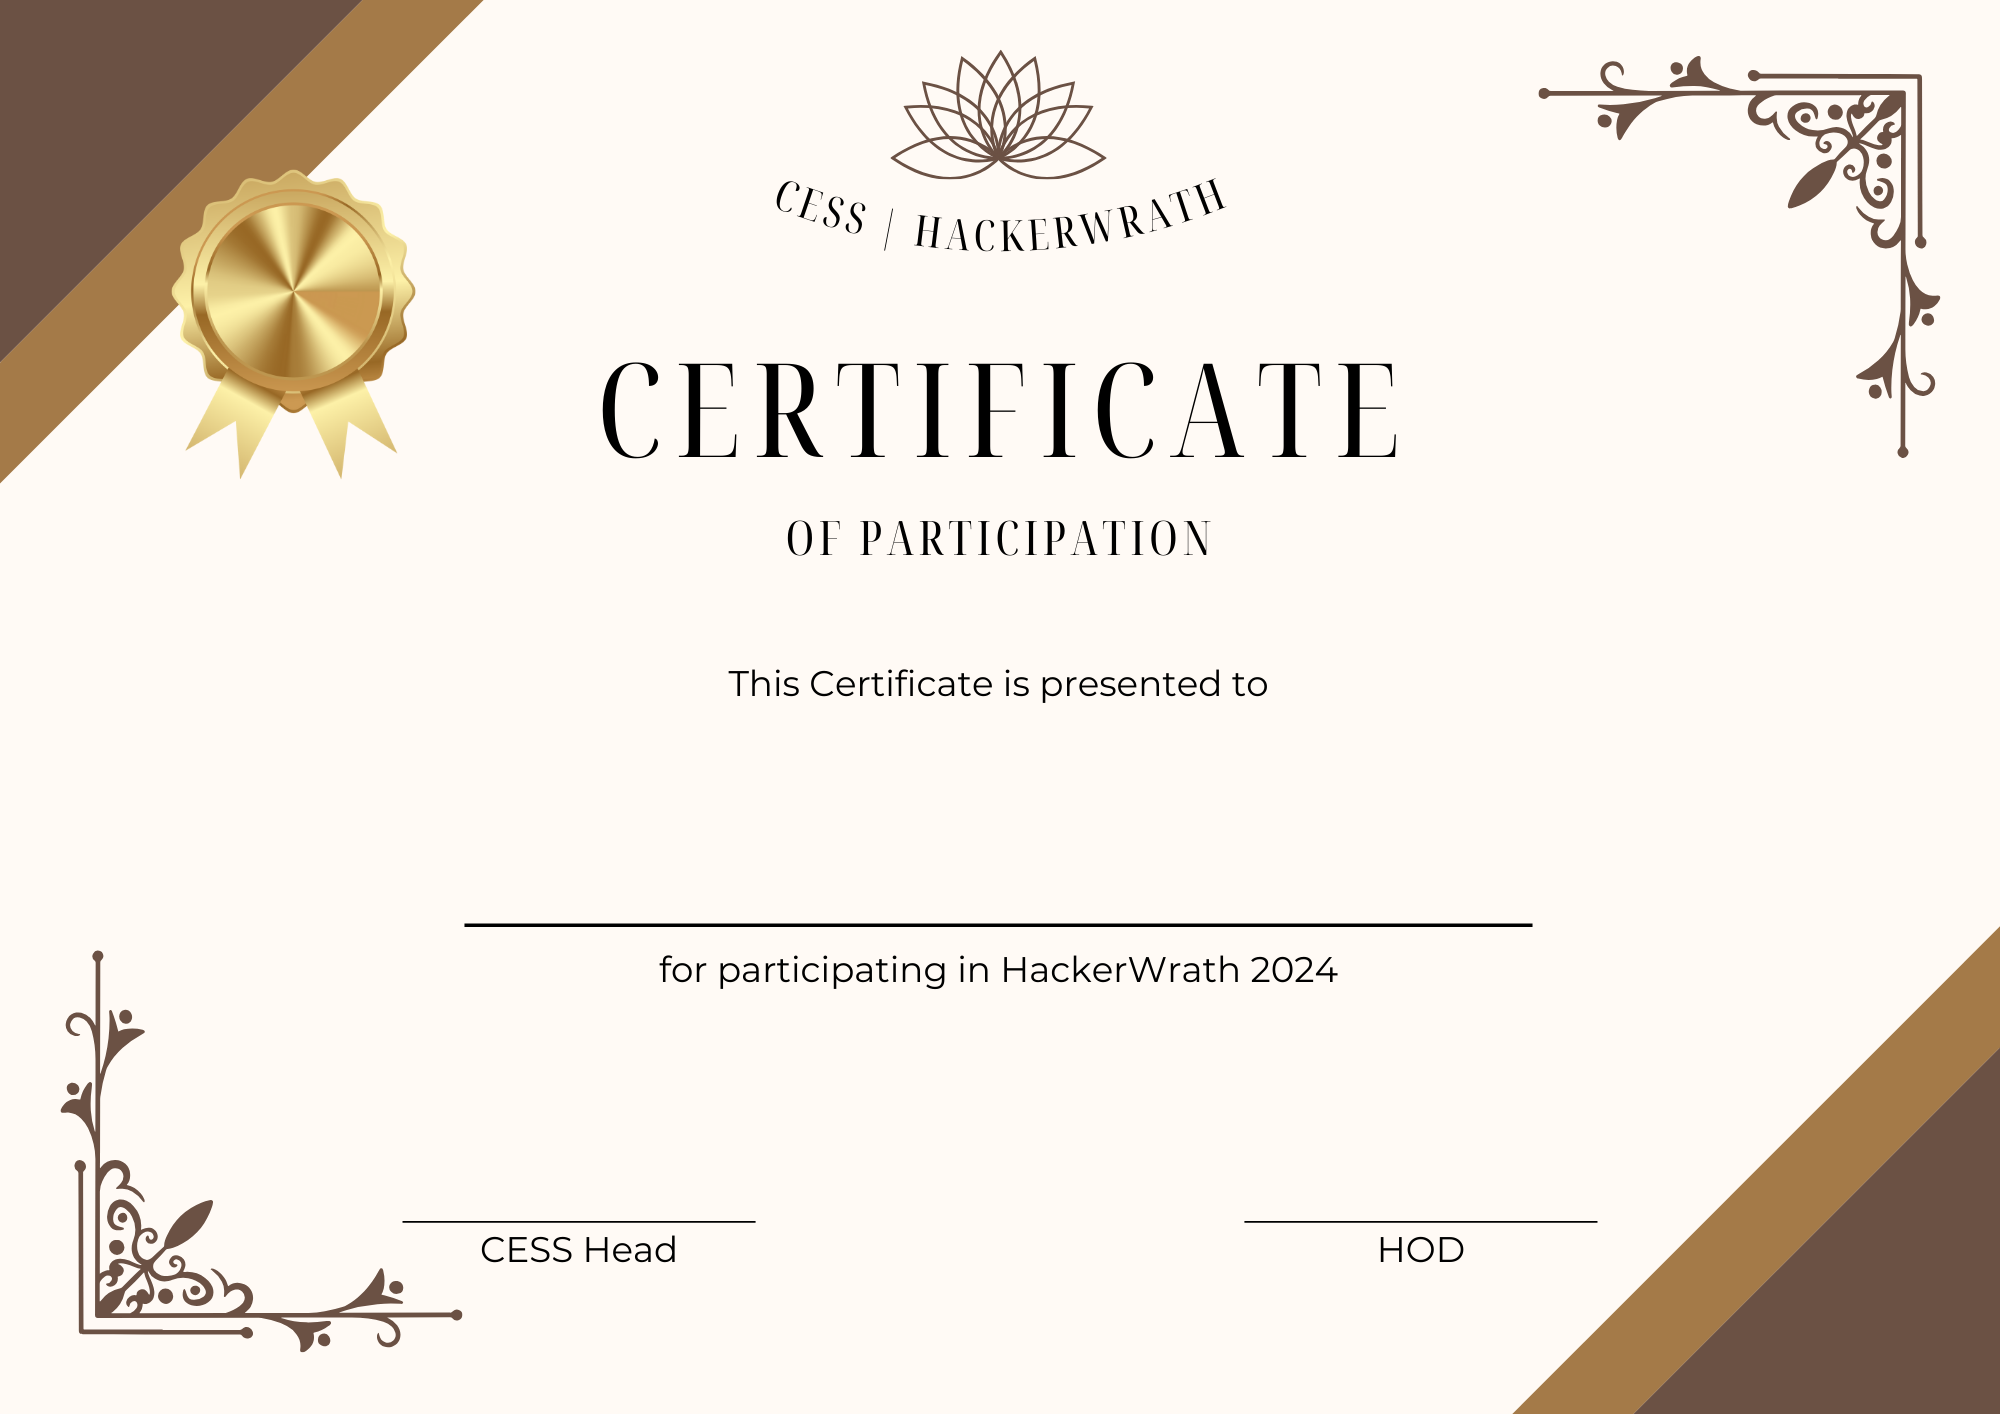 CESS / HACKERWRATH
CERTIFICATE
OF PARTICIPATION
This Certificate is presented to
for participating in HackerWrath 2024
CESS Head
HOD